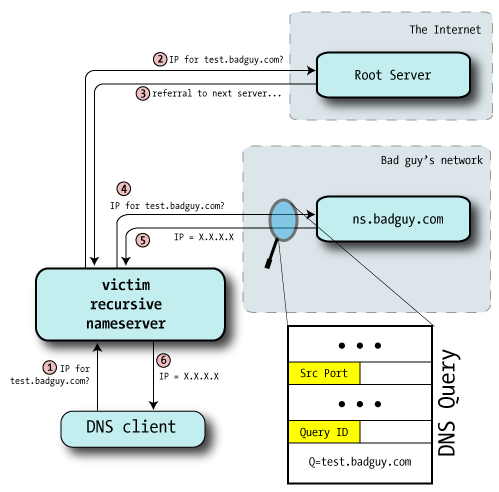 The Internet
2 IP for test.badguy.com?
Root Server
3 referral to next server...
Bad guy's network
4
IP for test.badguy.com?
ns.badguy.com
5 IP = X.X.X.X
victim
recursive
nameserver
1 IP for
test.badguy.com?
6
IP = X.X.X.X
DNS client
• • •
Src Port
• • •
Query ID
Q=test.badguy.com
DNS Query